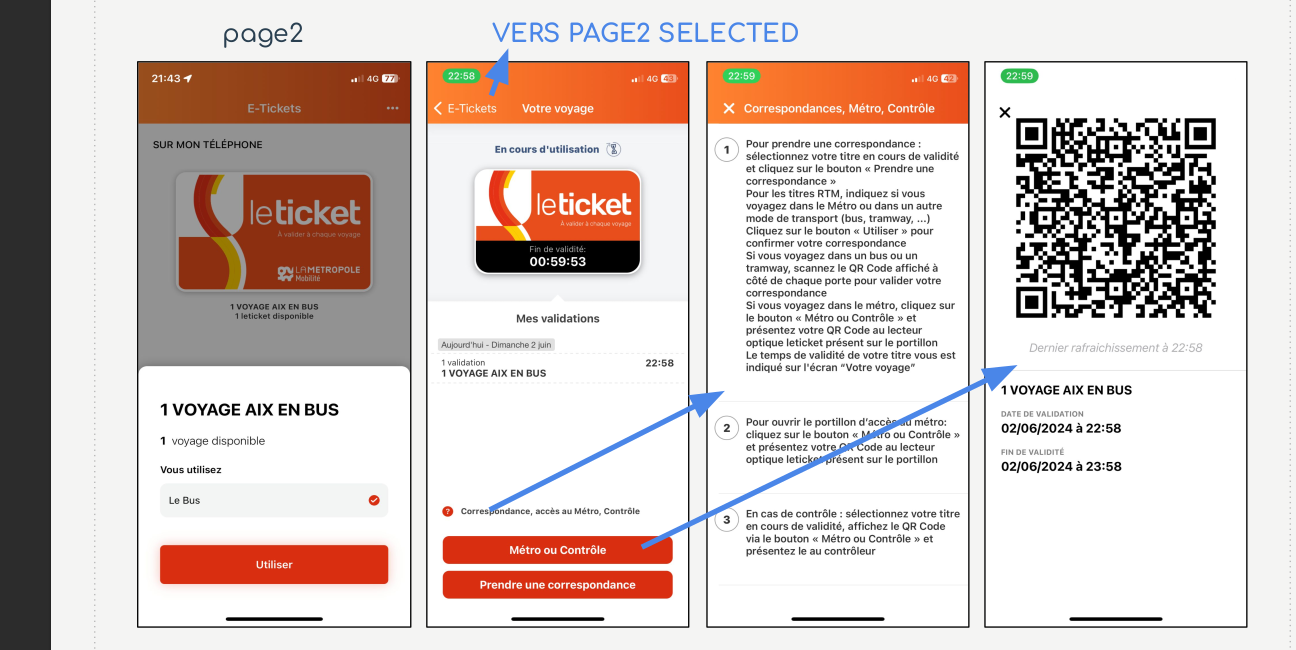 page2
VERS PAGE2 SELECTED
21:43
4G 77
E-Tickets
SUR MON TÉLÉPHONE
leticket
À valider à chaque voyage
LAMETROPOLE
Mobilité
1 VOYAGE AIX EN BUS
1 leticket disponible
1 VOYAGE AIX EN BUS
1 voyage disponible
Vous utilisez
Le Bus
Utiliser
22:58
4G 43
E-Tickets
Votre voyage
En cours d'utilisation
leticket
À valider à chaque voyage
Fin de validité:
00:59:53
Mes validations
Aujourd'hui - Dimanche 2 juin
1 validation
22:58
1 VOYAGE AIX EN BUS
? Correspondance, accès au Métro, Contrôle
Métro ou Contrôle
Prendre une correspondance
22:59
4G 42
Correspondances, Métro, Contrôle
1
Pour prendre une correspondance :
sélectionnez votre titre en cours de validité
et cliquez sur le bouton « Prendre une
correspondance »
Pour les titres RTM, indiquez si vous
voyagez dans le Métro ou dans un autre
mode de transport (bus, tramway, ...)
Cliquez sur le bouton « Utiliser » pour
confirmer votre correspondance
Si vous voyagez dans un bus ou un
tramway, scannez le QR Code affiché à
côté de chaque porte pour valider votre
correspondance
Si vous voyagez dans le métro, cliquez sur
le bouton « Métro ou Contrôle » et
présentez votre QR Code au lecteur
optique leticket présent sur le portillon
Le temps de validité de votre titre vous est
indiqué sur l'écran “Votre voyage”
2
Pour ouvrir le portillon d’accès au métro:
cliquez sur le bouton « Métro ou Contrôle »
et présentez votre QR Code au lecteur
optique leticket présent sur le portillon
3
En cas de contrôle : sélectionnez votre titre
en cours de validité, affichez le QR Code
via le bouton « Métro ou Contrôle » et
présentez le au contrôleur
22:59
Dernier rafraichissement à 22:58
1 VOYAGE AIX EN BUS
DATE DE VALIDATION
02/06/2024 à 22:58
FIN DE VALIDITÉ
02/06/2024 à 23:58